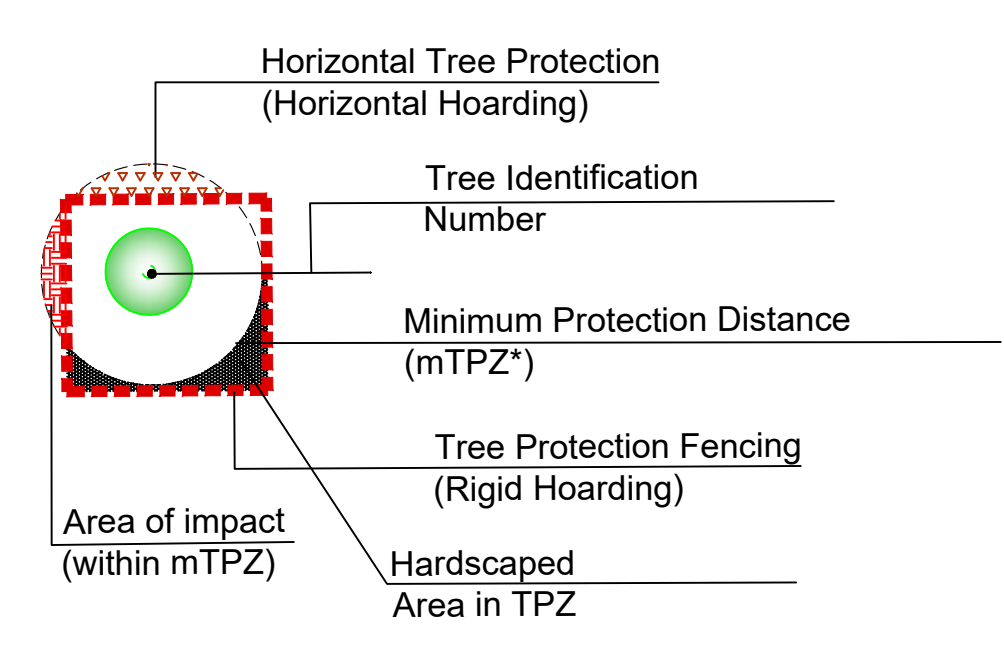 Horizontal Tree Protection
(Horizontal Hoarding)
Tree Identification
Number
Minimum Protection Distance
(mTPZ*)
Tree Protection Fencing
(Rigid Hoarding)
Area of impact
(within mTPZ)
Hardscaped
Area in TPZ